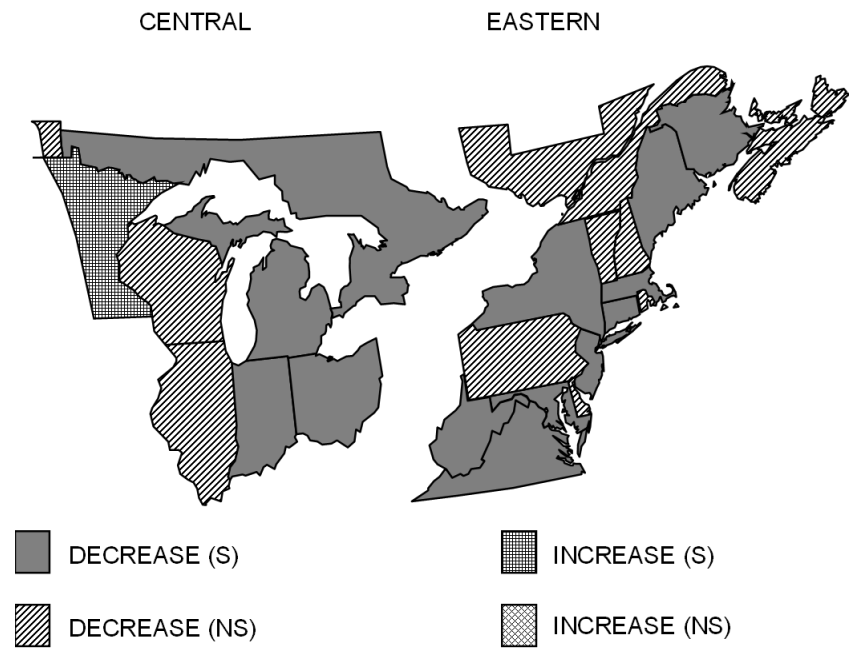 CENTRAL EASTERN
DECREASE (S) INCREASE (S)
DECREASE (NS) INCREASE (NS)